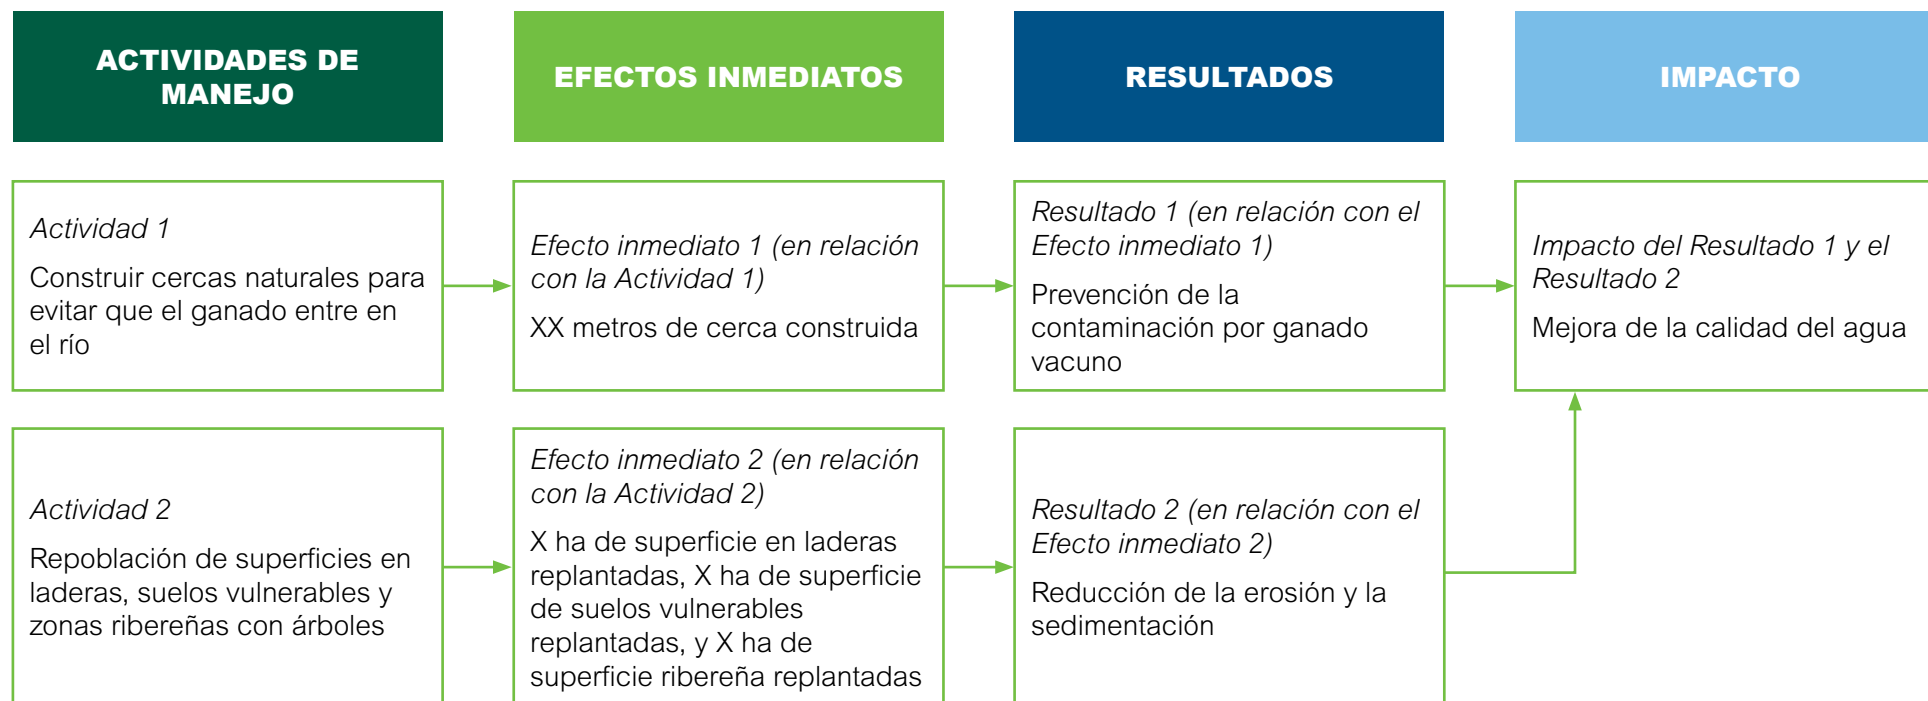 ACTIVIDADES DE
MANEJO
EFECTOS INMEDIATOS
RESULTADOS
IMPACTO
Actividad 1
Construir cercas naturales para
evitar que el ganado entre en
el río
Efecto inmediato 1 (en relación
con la Actividad 1)
XX metros de cerca construida
Resultado 1 (en relación con el
Efecto inmediato 1)
Prevención de la
contaminación por ganado
vacuno
Impacto del Resultado 1 y el
Resultado 2
Mejora de la calidad del agua
Actividad 2
Repoblación de superficies en
laderas, suelos vulnerables y
zonas ribereñas con árboles
Efecto inmediato 2 (en relación
con la Actividad 2)
X ha de superficie en laderas
replantadas, X ha de superficie
de suelos vulnerables
replantadas, y X ha de
superficie ribereña replantadas
Resultado 2 (en relación con el
Efecto inmediato 2)
Reducción de la erosión y la
sedimentación